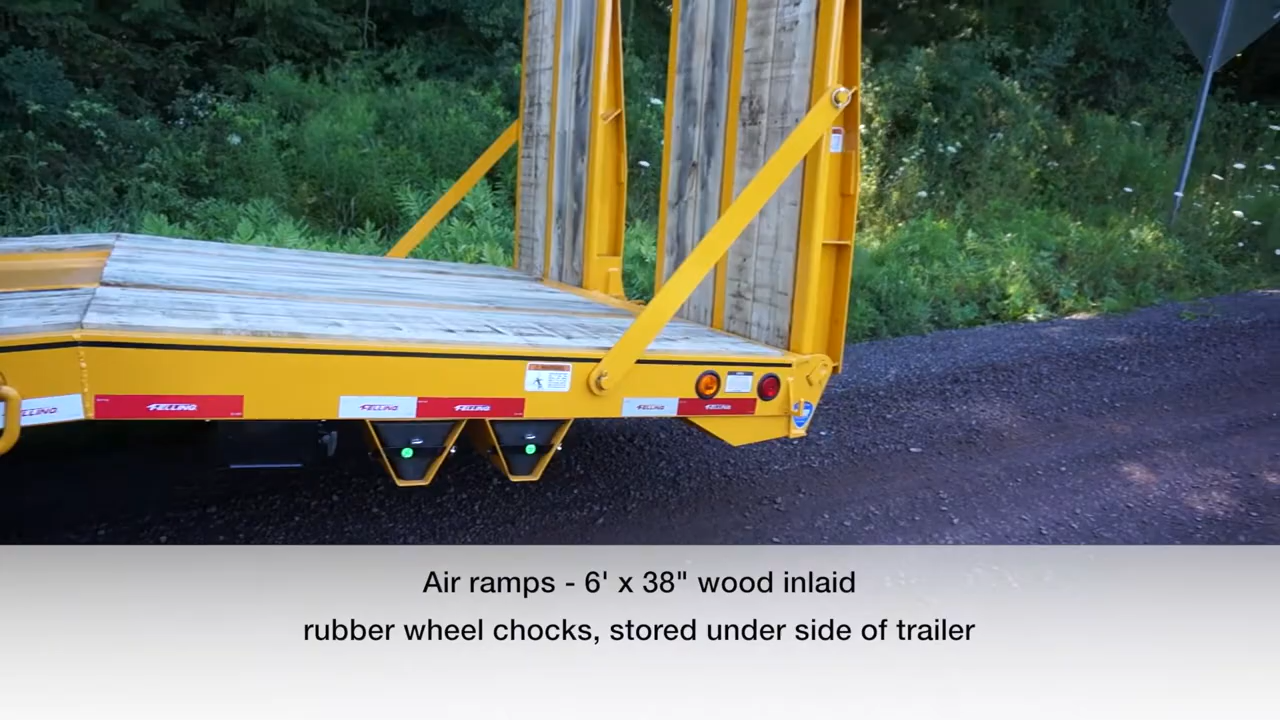 FELLING
FELLING
FELLING
FELLING
FELLING
FELLING
Air ramps - 6' x 38" wood inlaid
rubber wheel chocks, stored under side of trailer